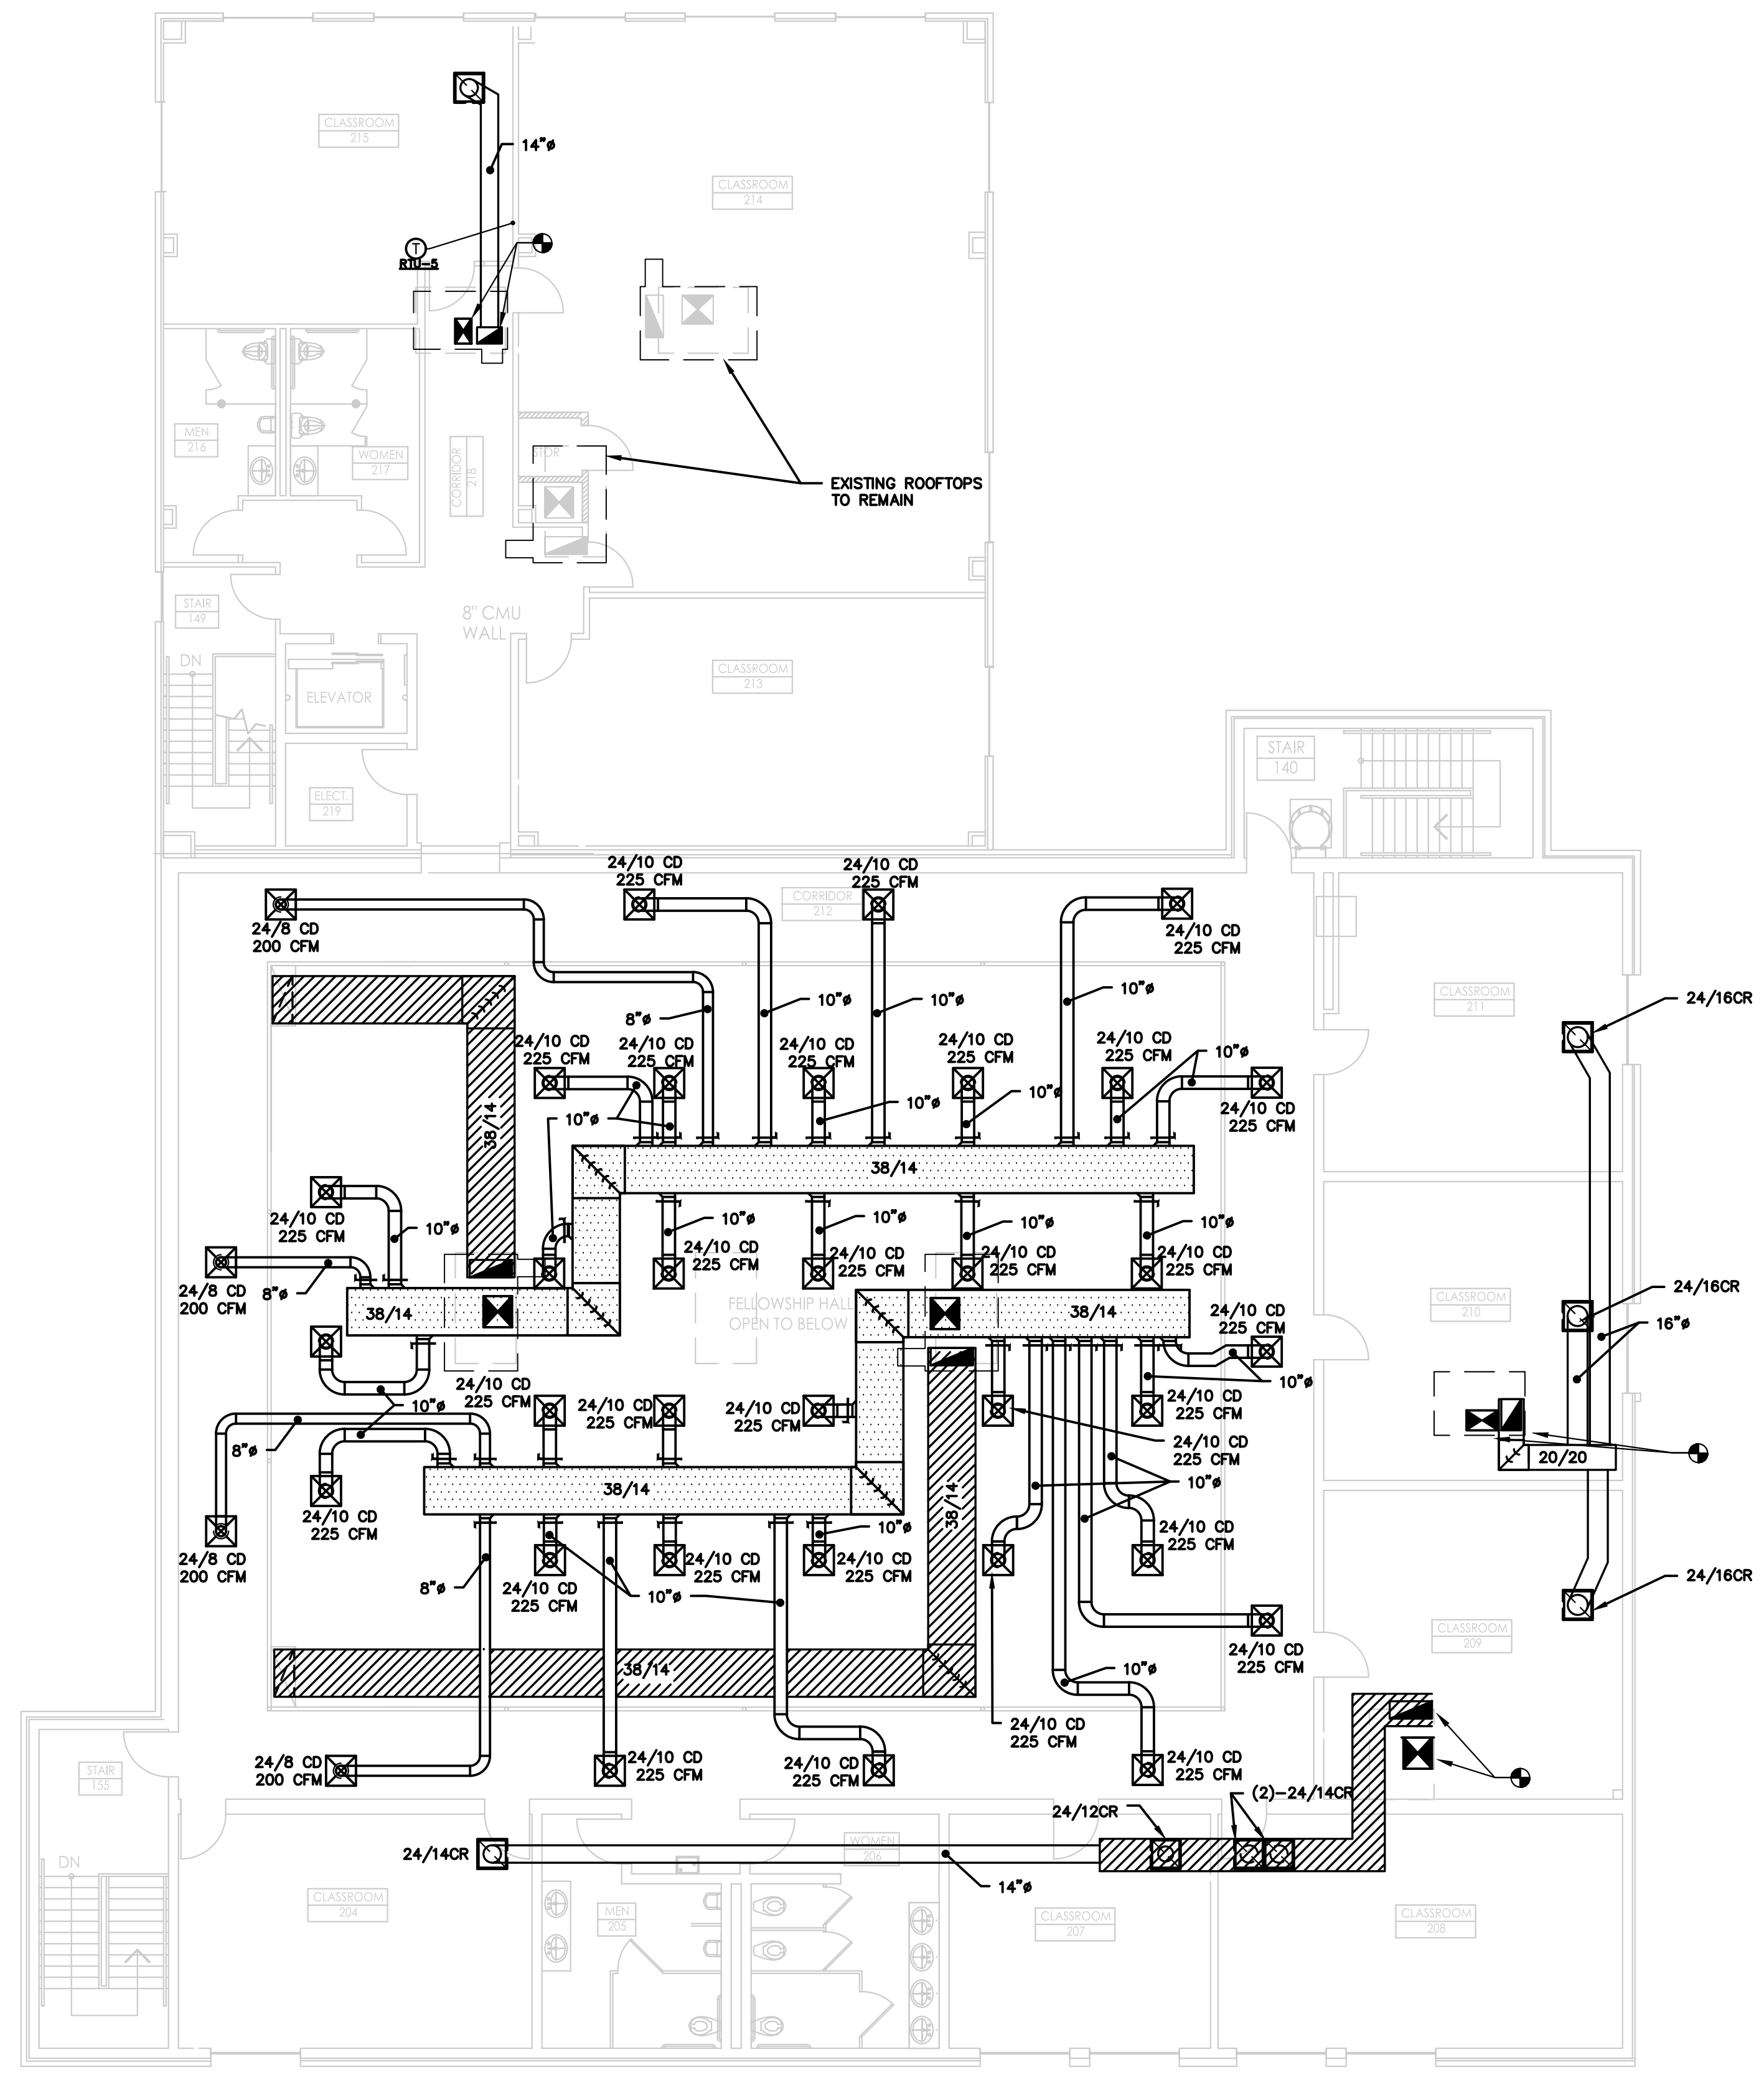 CLASSROOM
215
14"ø
CLASSROOM
214
T
RTU-5
MEN
216
WOMEN
217
CORRIDOR
218
STOR
EXISTING ROOFTOPS
TO REMAIN
STAIR
149
8" CMU
WALL
DN
ELEVATOR
CLASSROOM
213
ELECT.
219
STAIR
140
24/10 CD
225 CFM
24/10 CD
225 CFM
CORRIDOR
212
24/8 CD
200 CFM
24/10 CD
225 CFM
10"ø
10"ø
10"ø
8"ø
CLASSROOM
211
24/16CR
24/10 CD
225 CFM
24/10 CD
225 CFM
24/10 CD
225 CFM
24/10 CD
225 CFM
24/10 CD
225 CFM
10"ø
10"ø
10"ø
10"ø
24/10 CD
225 CFM
38/14
38/14
24/10 CD
225 CFM
10"ø
10"ø
10"ø
10"ø
10"ø
24/10 CD
225 CFM
24/10 CD
225 CFM
24/10 CD
225 CFM
24/10 CD
225 CFM
24/8 CD
200 CFM
8"ø
38/14
FELLOWSHIP HALL
OPEN TO BELOW
38/14
24/10 CD
225 CFM
CLASSROOM
210
24/16CR
16"ø
24/10 CD
225 CFM
10"ø
24/10 CD
225 CFM
24/10 CD
225 CFM
24/10 CD
225 CFM
10"ø
8"ø
24/10 CD
225 CFM
10"ø
20/20
38/14
38/14
24/10 CD
225 CFM
24/8 CD
200 CFM
10"ø
24/10 CD
225 CFM
8"ø
24/10 CD
225 CFM
10"ø
24/10 CD
225 CFM
24/10 CD
225 CFM
24/16CR
CLASSROOM
209
24/10 CD
225 CFM
38/14
10"ø
24/10 CD
225 CFM
24/8 CD
200 CFM
24/10 CD
225 CFM
24/10 CD
225 CFM
24/10 CD
225 CFM
STAIR
155
(2)-24/14CR
24/12CR
24/14CR
WOMEN
206
14"ø
DN
CLASSROOM
204
MEN
205
CLASSROOM
207
CLASSROOM
208